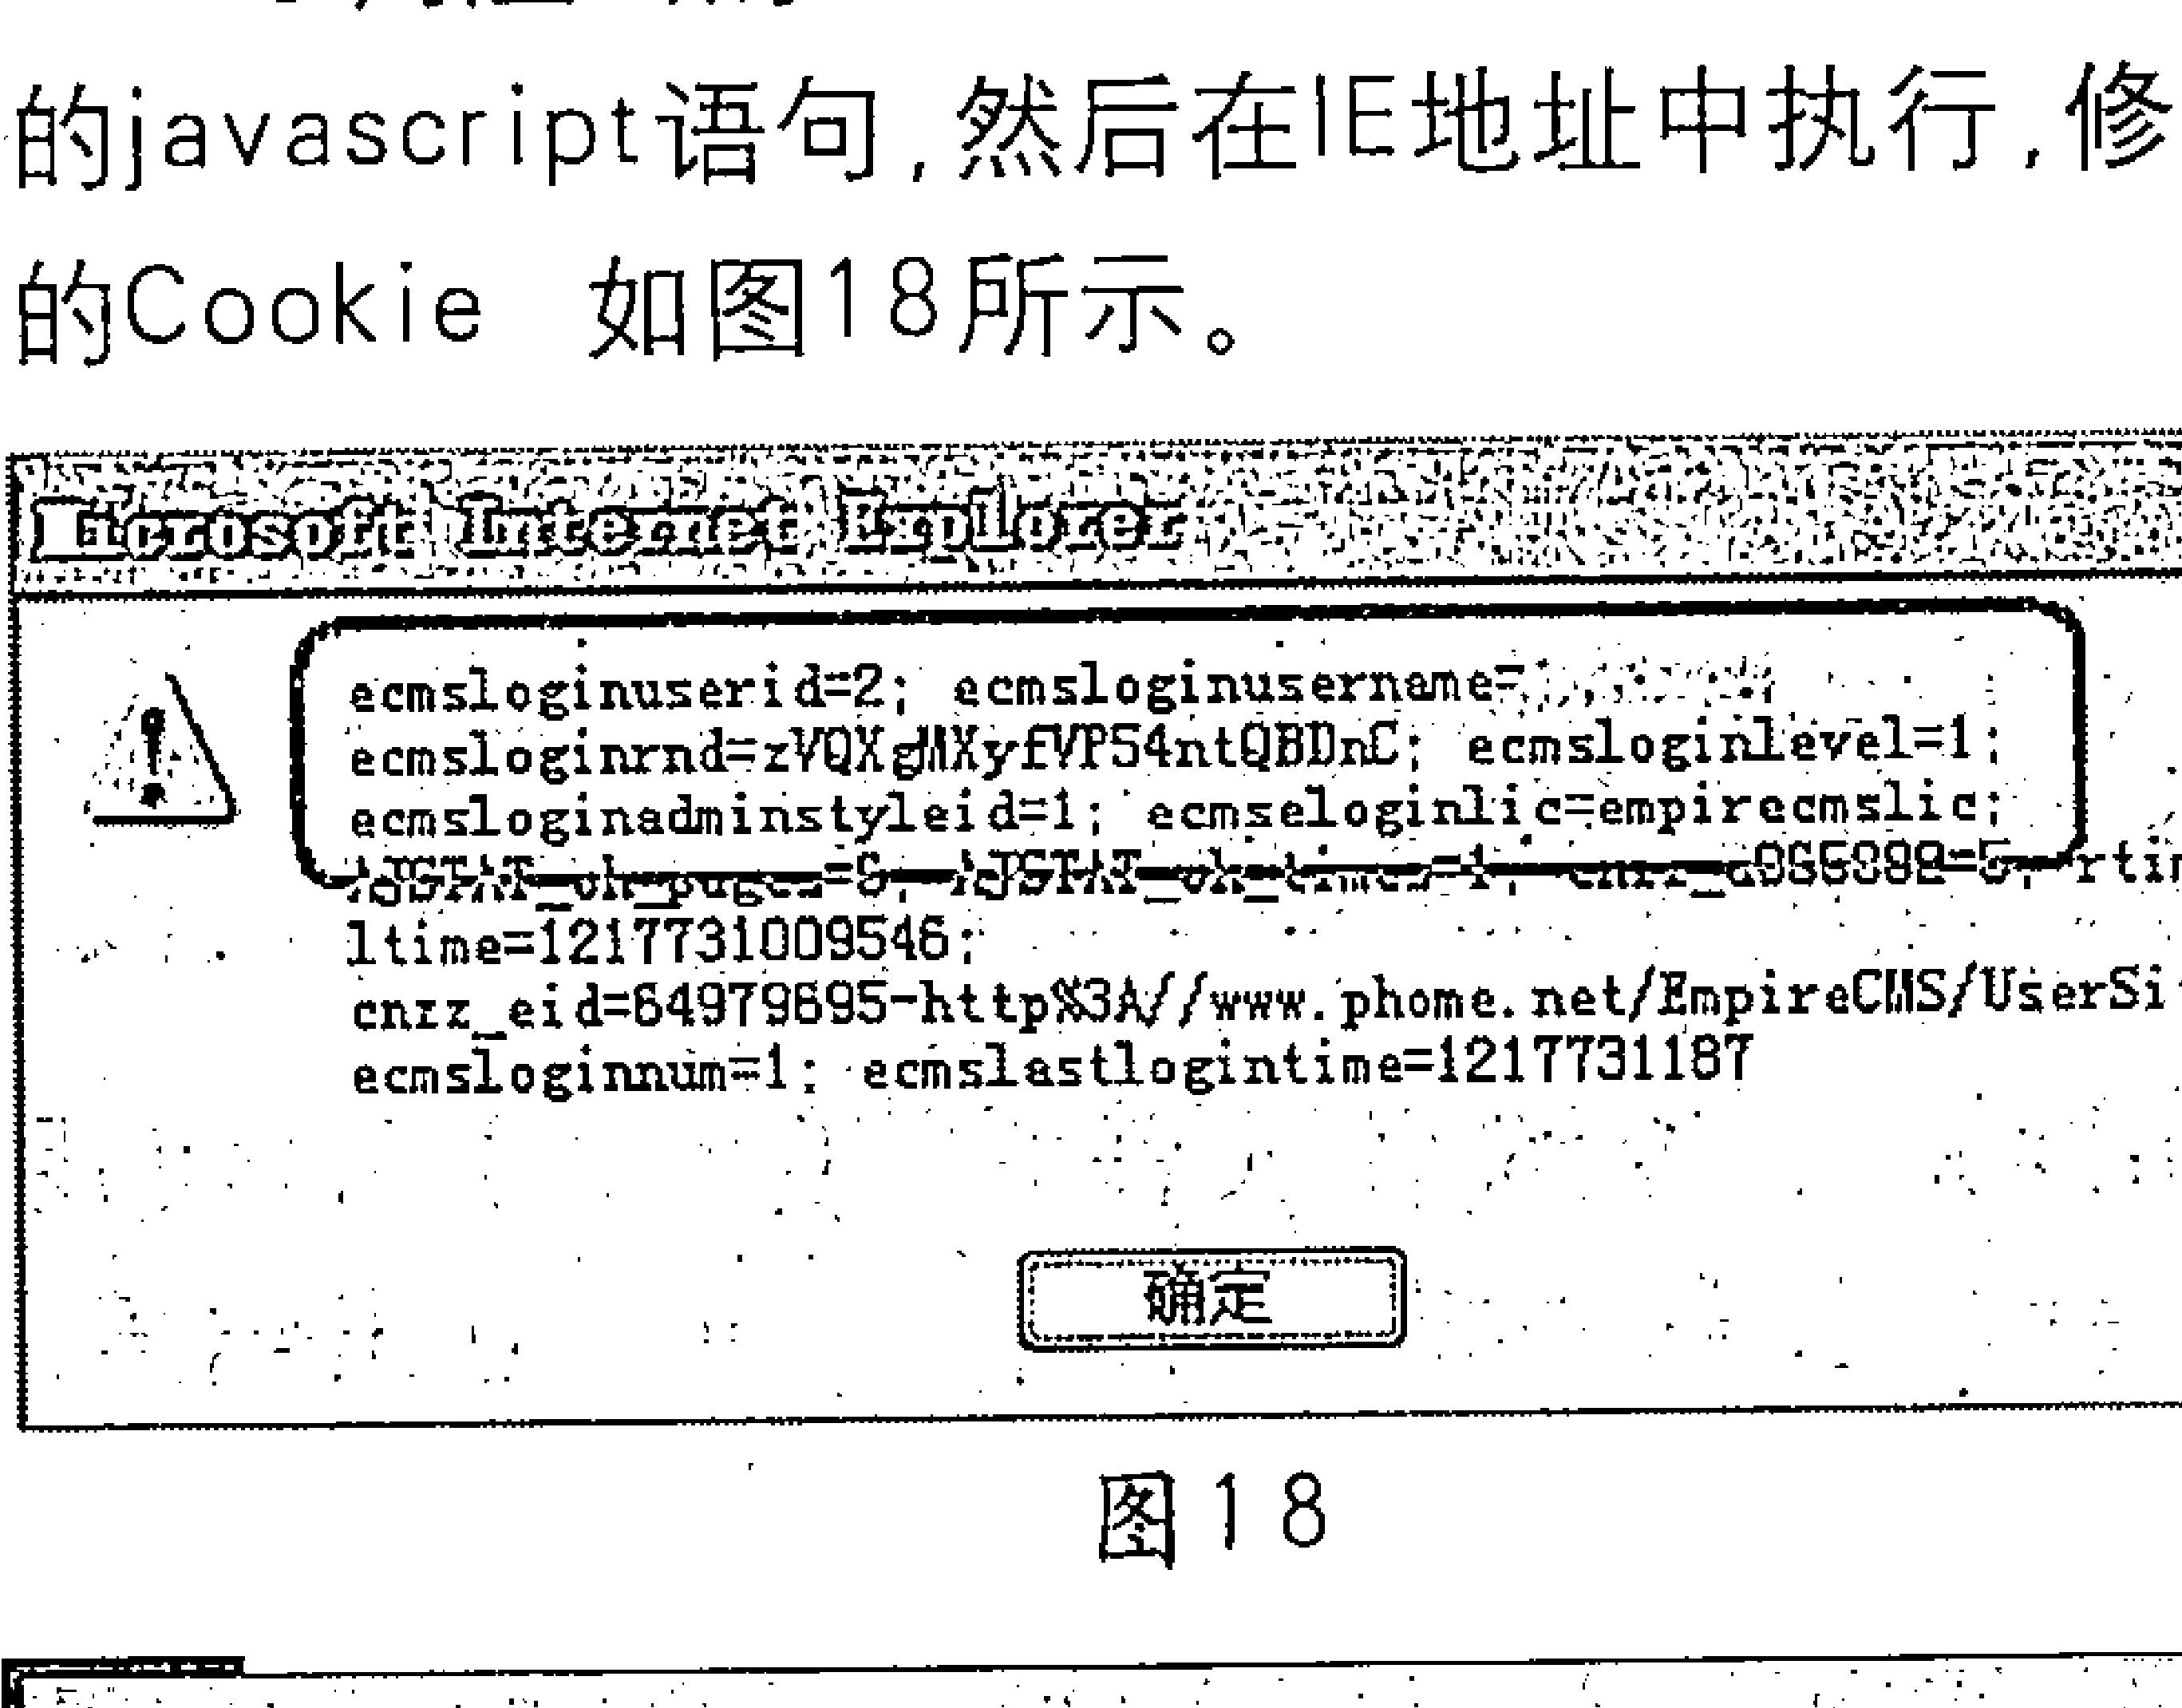 的javascript语句,然后在IE地址中执行,修
的Cookie 如图18所示。
Microsoft Internet Explorer
ecmsloginuserid=2; ecmsloginusername=
ecmsloginrnd=zVQXgMXyfVP54ntQBDnC; ecmsloginlevel=1;
ecmsloginadminstyleid=1; ecmseloginlic=empirecmslic;
ltime=1217731009546;
cnzz_eid=64979695-http%3A//www.phome.net/EmpireCMS/UserSi
ecmsloginnum=1; ecmslastlogintime=1217731187
确定
图18